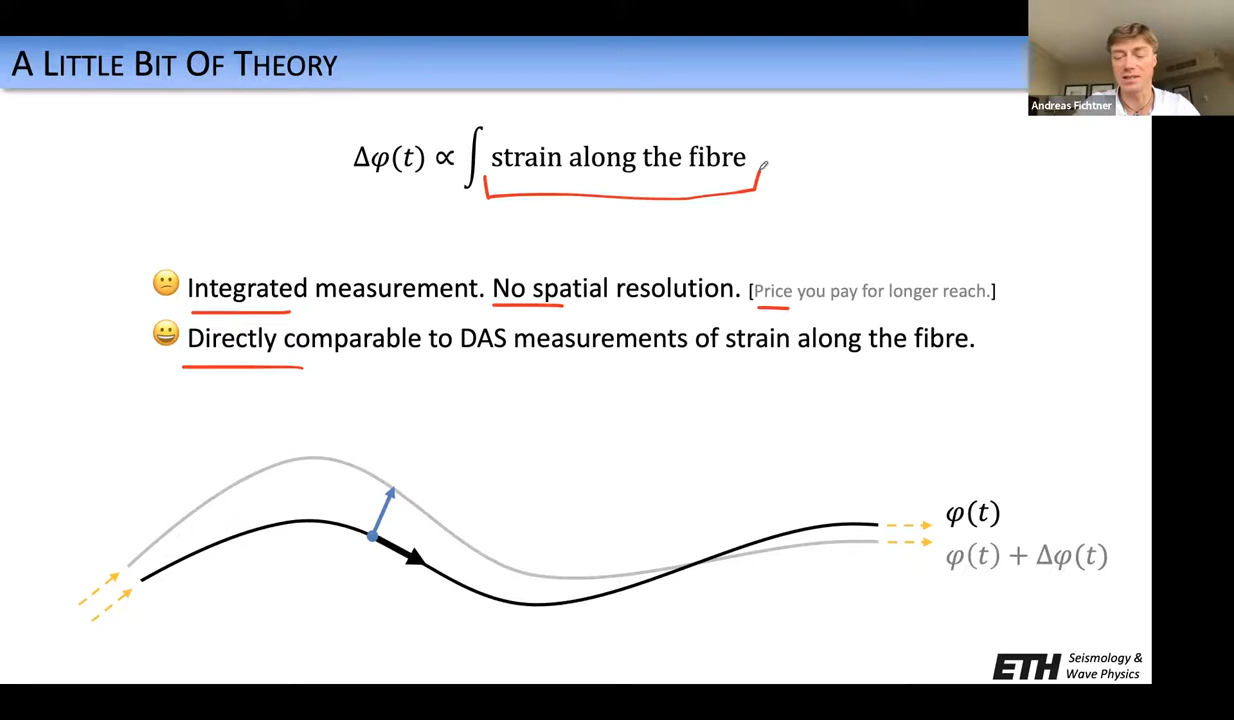 A LITTLE BIT OF THEORY
Andreas Fichtner
Δφ(t) ∝ ∫ strain along the fibre
Integrated measurement. No spatial resolution. [Price you pay for longer reach.]
Directly comparable to DAS measurements of strain along the fibre.
φ(t)
φ(t) + Δφ(t)
ETH Seismology &
Wave Physics